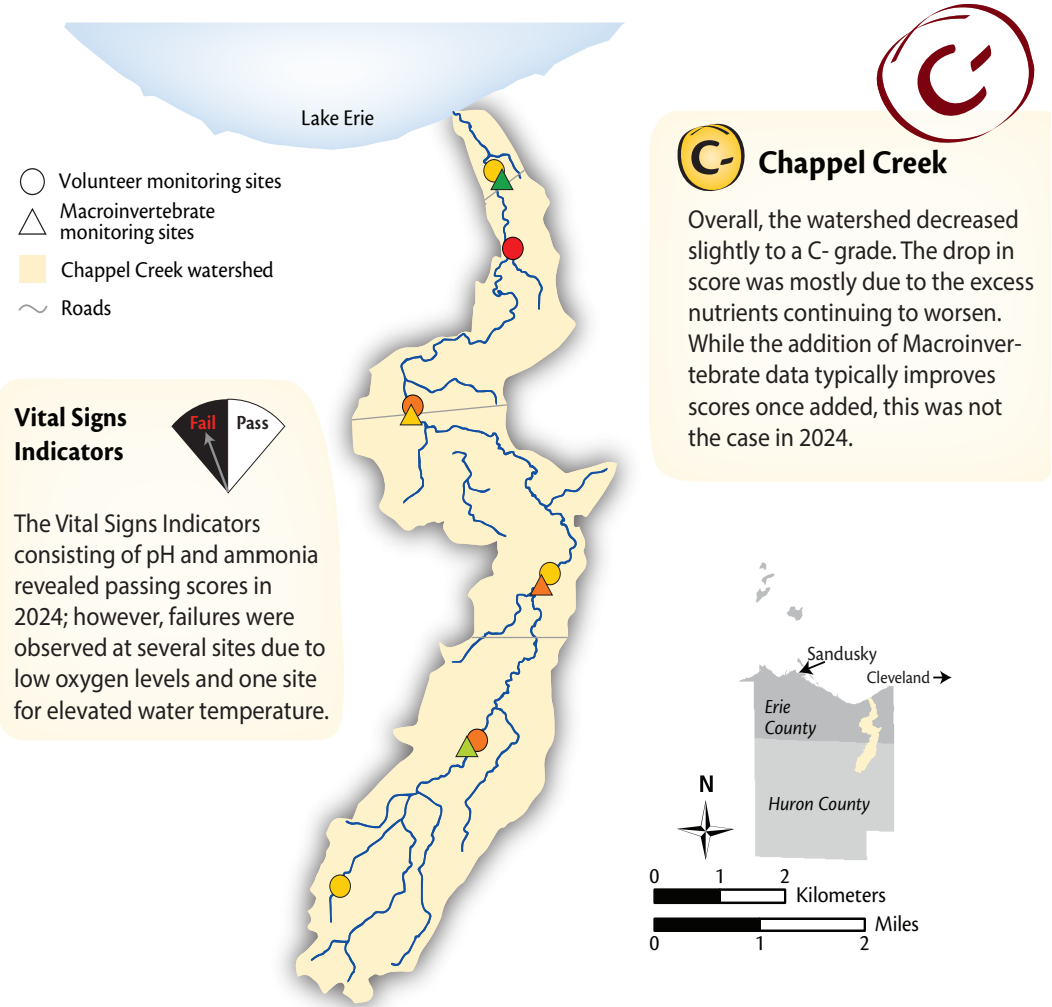 C-
Lake Erie
Volunteer monitoring sites
Macroinvertebrate
monitoring sites
Chappel Creek watershed
Roads
C-
Chappel Creek
Overall, the watershed decreased
slightly to a C- grade. The drop in
score was mostly due to the excess
nutrients continuing to worsen.
While the addition of Macroinver-
tebrate data typically improves
scores once added, this was not
the case in 2024.
Vital Signs
Indicators
Fail
Pass
The Vital Signs Indicators
consisting of pH and ammonia
revealed passing scores in
2024; however, failures were
observed at several sites due to
low oxygen levels and one site
for elevated water temperature.
Sandusky
Cleveland
Erie
County
Huron County
N
0 1 2
Kilometers
Miles
0 1 2